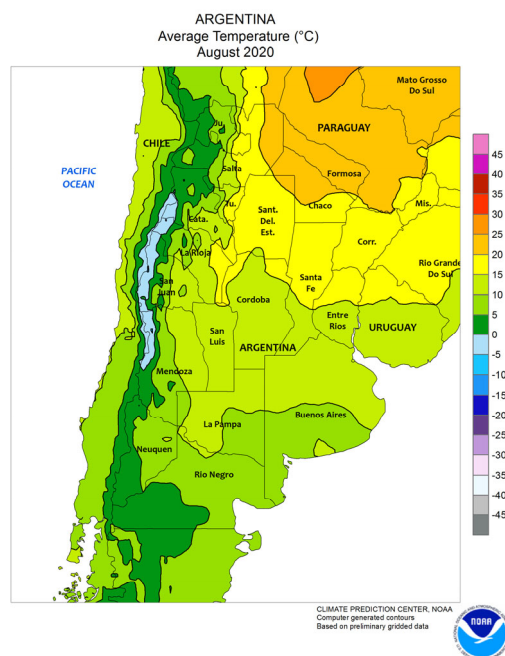 ARGENTINA
Average Temperature (°C)
August 2020
Mato Grosso
Do Sul
PARAGUAY
Ju.
CHILE
PACIFIC
OCEAN
Salta
Formosa
Tu.
Chaco
Mis.
Sant.
Del.
Est.
Cata.
Corr.
La Rioja
Rio Grande
Do Sul
Santa
Fe
San
Juan
Cordoba
Entre
Rios
San
Luis
URUGUAY
ARGENTINA
Mendoza
Buenos Aires
La Pampa
Neuquen
Rio Negro
45
40
35
30
25
20
15
10
5
0
-5
-10
-15
-20
-25
-30
-35
-40
-45
CLIMATE PREDICTION CENTER, NOAA
Computer generated contours
Based on preliminary gridded data
NOAA